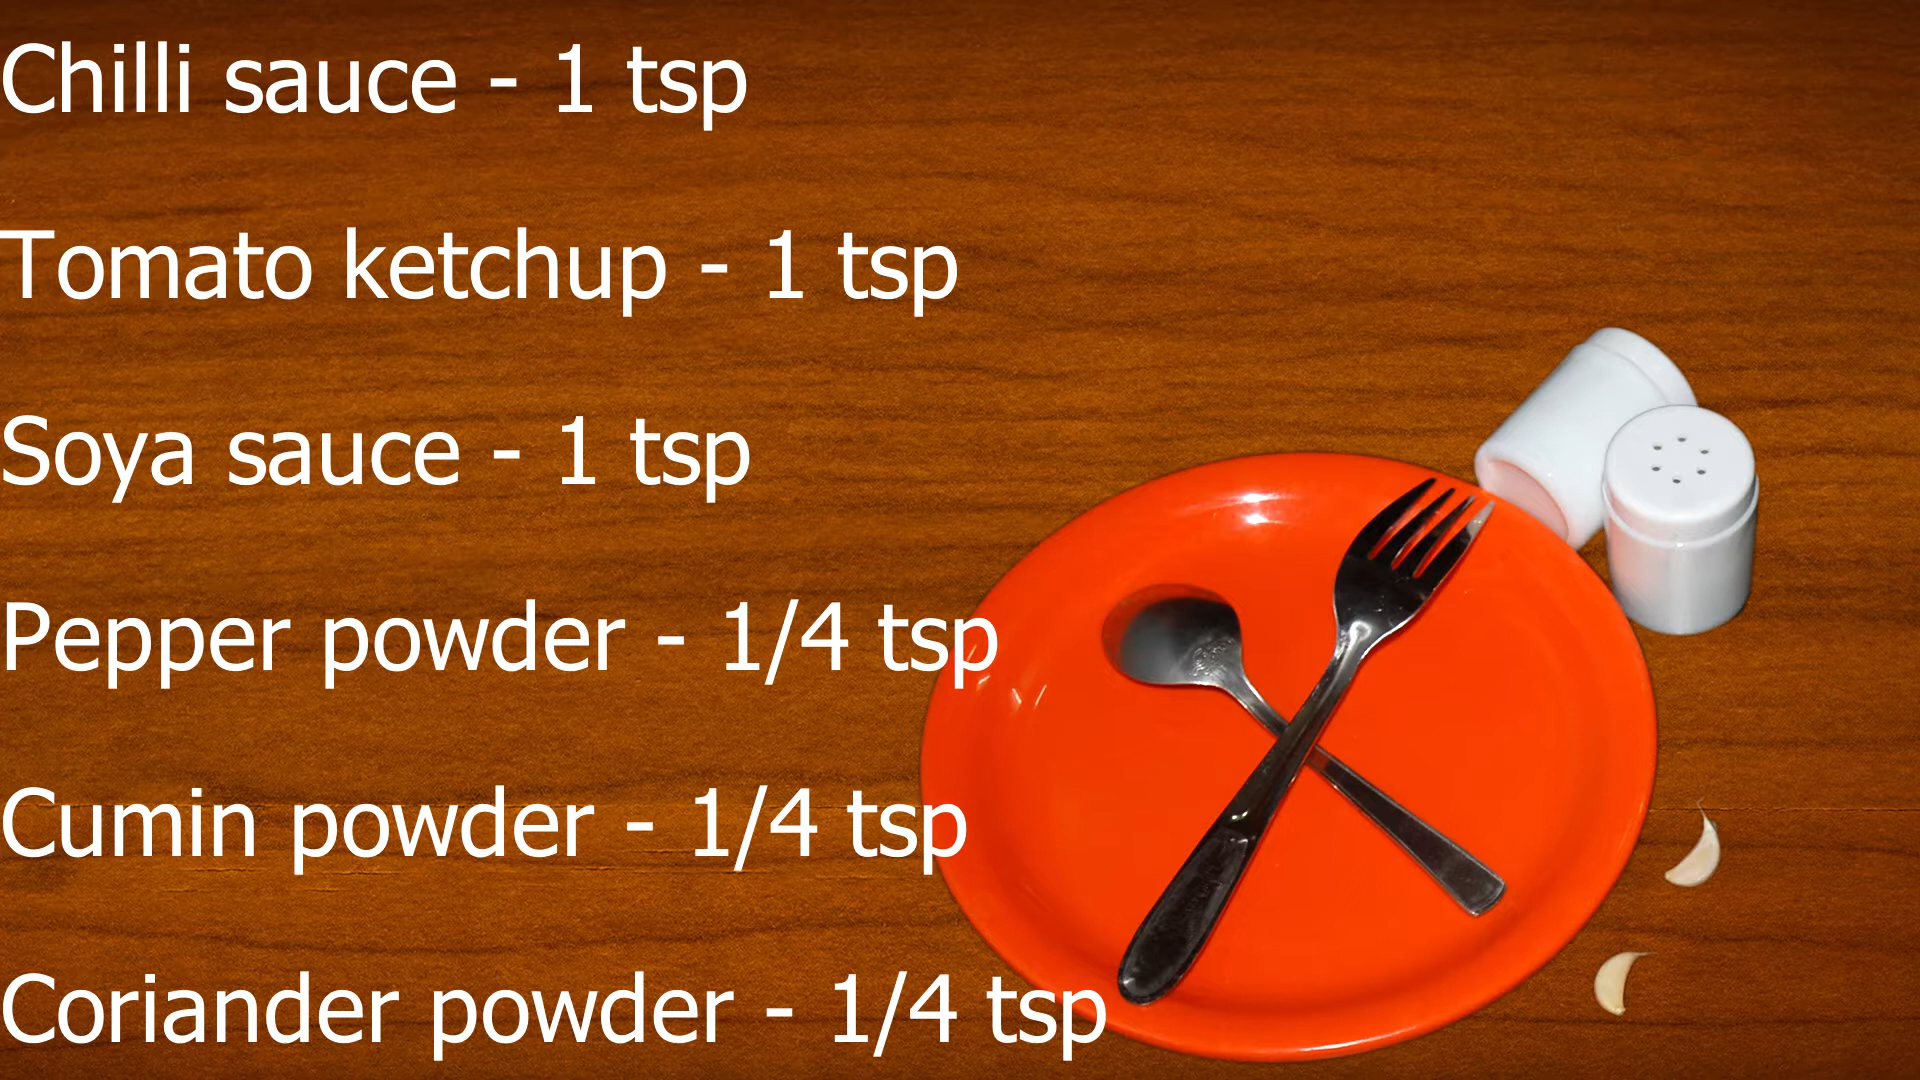 Chilli sauce - 1 tsp
Tomato ketchup - 1 tsp
Soya sauce - 1 tsp
Pepper powder - 1/4 tsp
Cumin powder - 1/4 tsp
Coriander powder - 1/4 tsp